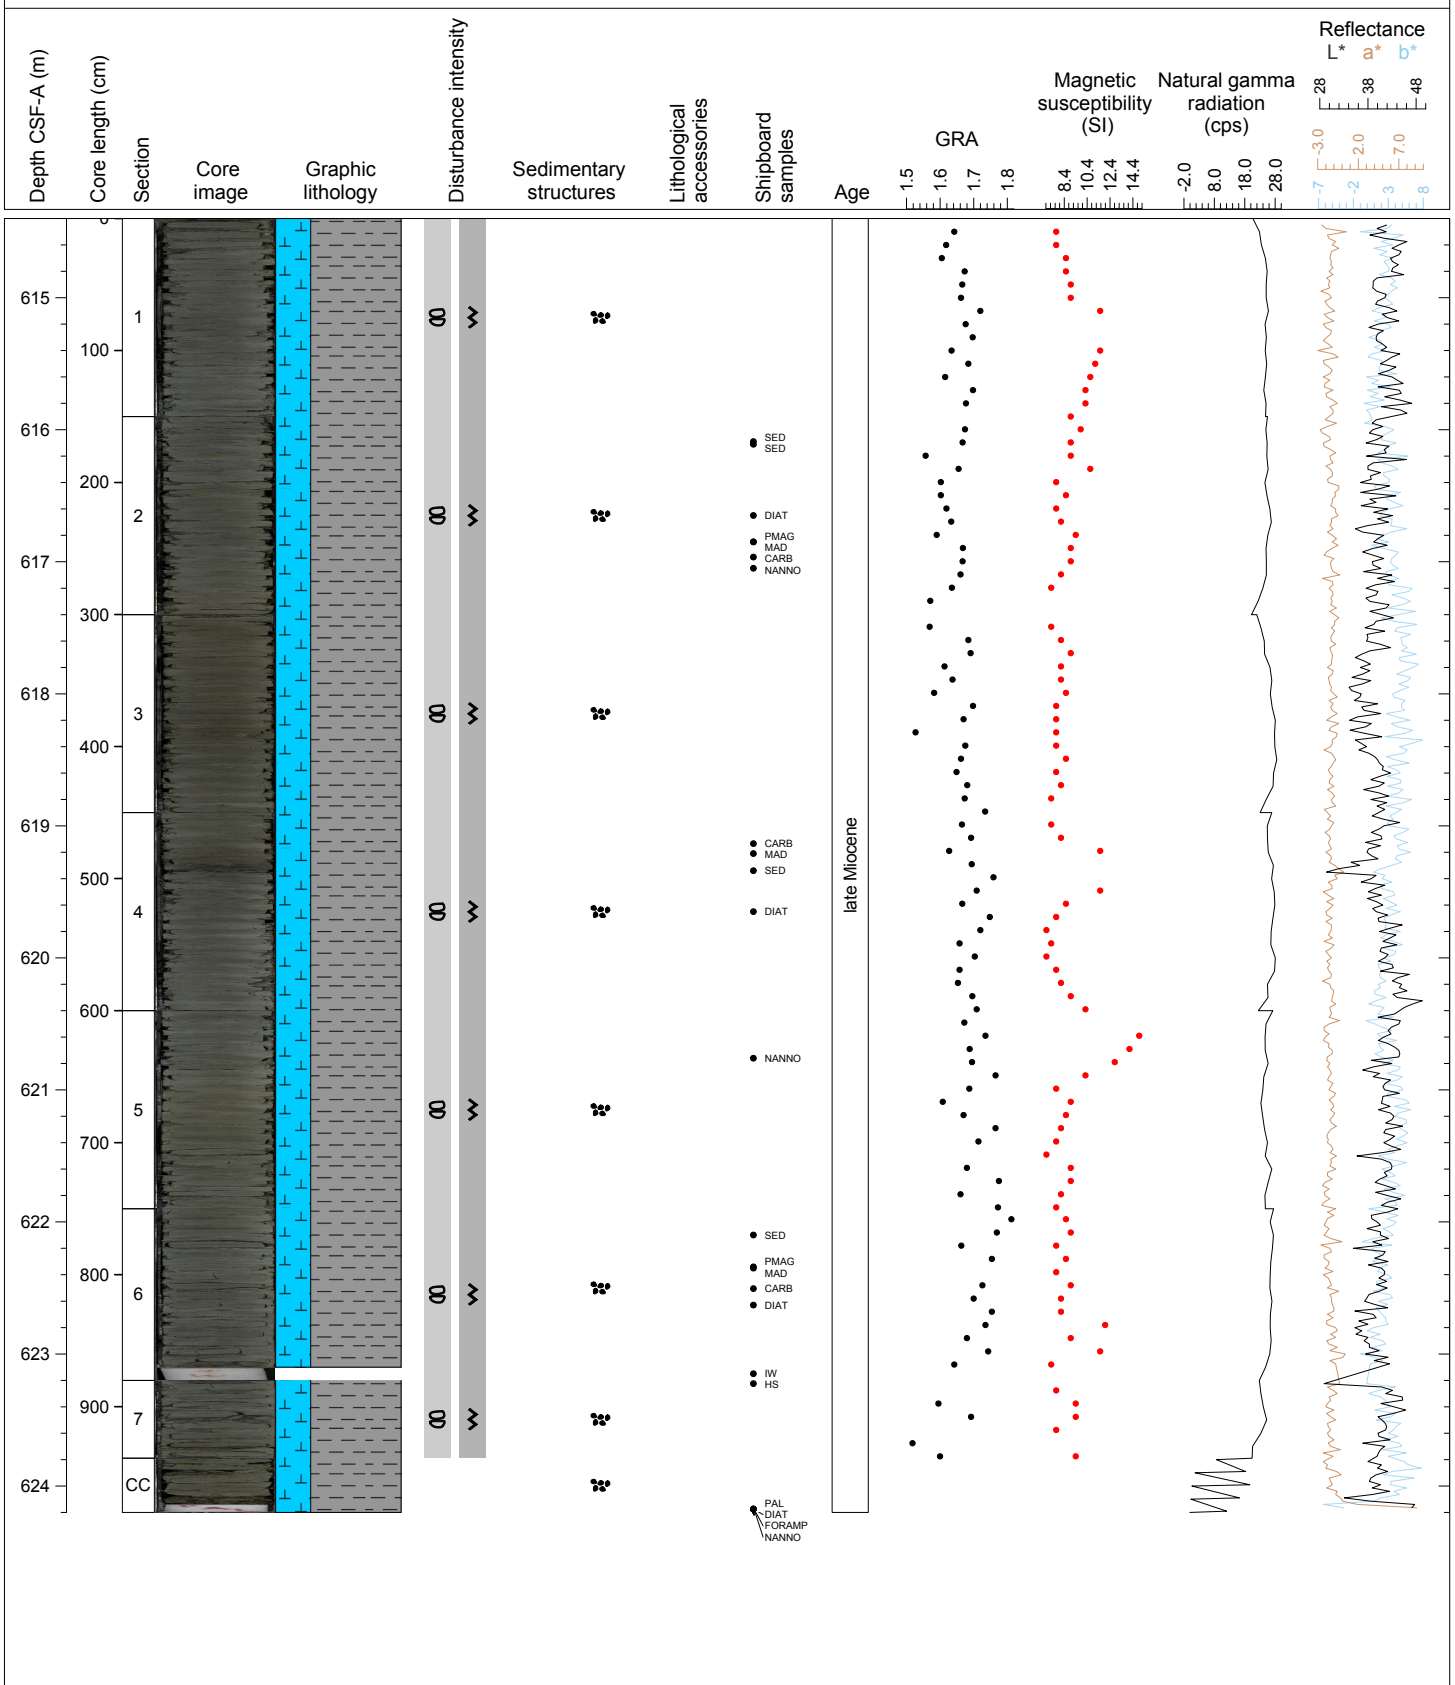 Depth CSF-A (m)
Core length (cm)
Section
Core
image
Graphic
lithology
Disturbance intensity
Sedimentary
structures
Lithological
accessories
Shipboard
samples
Age
GRA
1.5 1.6 1.7 1.8
Magnetic
susceptibility
(SI)
8.4 10.4 12.4 14.4
Natural gamma
radiation
(cps)
-2.0 8.0 18.0 28.0
Reflectance
L* a* b*
28 38 48
-3.0 2.0 7.0
-7 -2 3 8
0
615
1
100
616
SED
SED
200
2
DIAT
PMAG
MAD
617
CARB
NANNO
300
618
3
400
619
CARB
MAD
SED
500
4
DIAT
late Miocene
620
600
NANNO
621
5
700
622
SED
PMAG
800
MAD
6
CARB
DIAT
623
IW
HS
900
7
624
CC
PAL
DIAT
FORAMP
NANNO